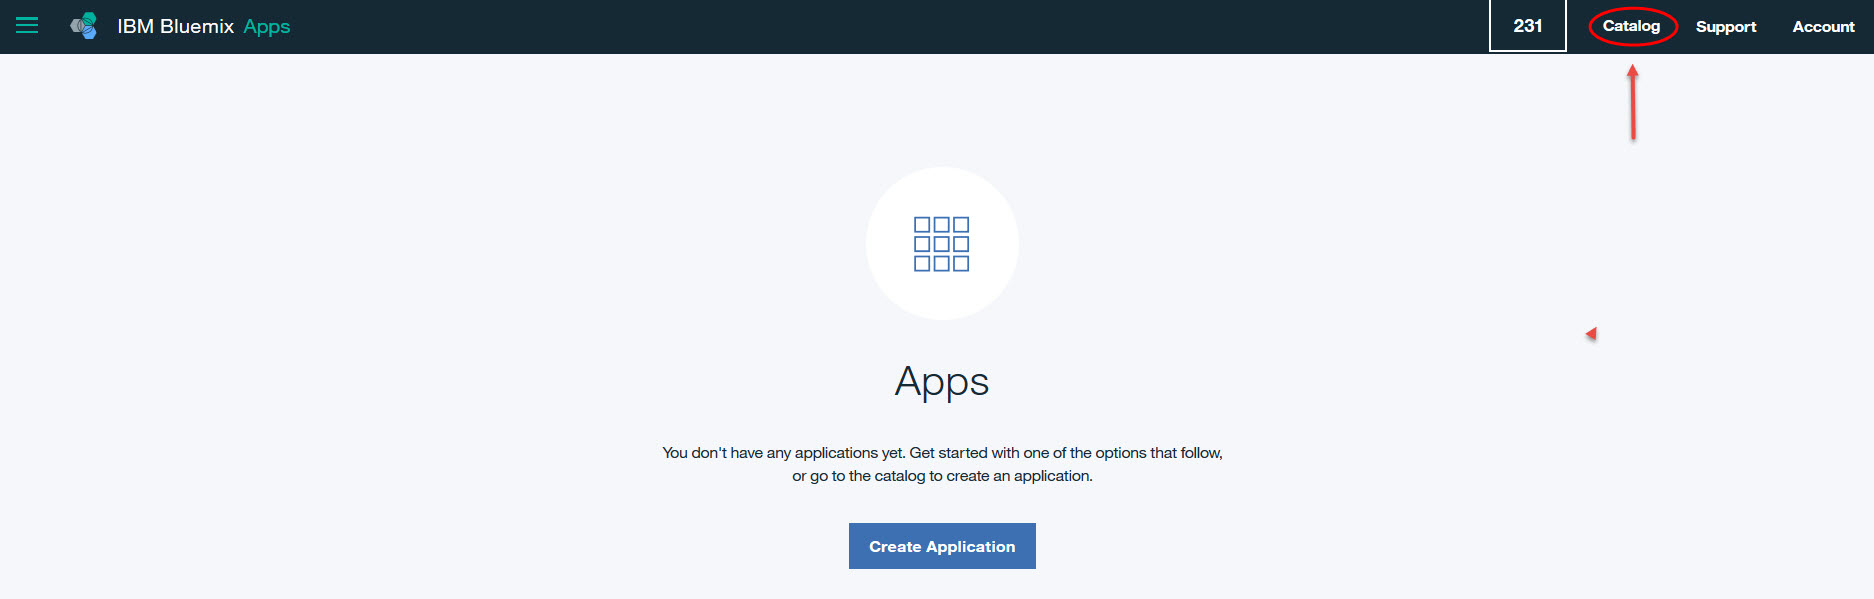 IBM Bluemix Apps
231
Catalog
Support
Account
Apps
You don't have any applications yet. Get started with one of the options that follow,
or go to the catalog to create an application.
Create Application